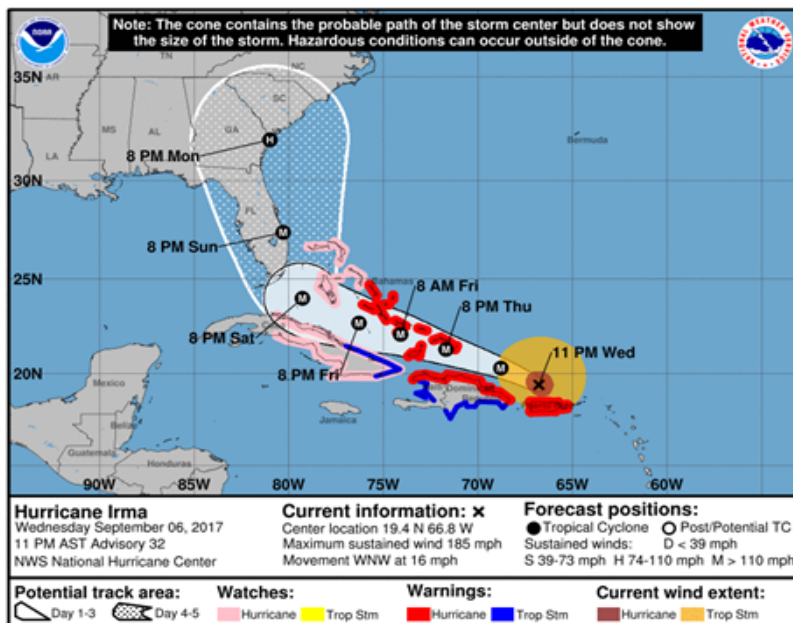 Note: The cone contains the probable path of the storm center but does not show
the size of the storm. Hazardous conditions can occur outside of the cone.
NOAA
NATIONAL WEATHER SERVICE
35N
30N
25N
20N
TN
NC
AR
SC
MS
AL
GA
LA
FL
Bermuda
8 PM Mon
H
8 PM Sun
M
Bahamas
8 AM Fri
M
8 PM Thu
M
8 PM Sat
M
8 PM Fri
M
M
11 PM Wed
Mexico
Belize
Guatemala
Honduras
Jamaica
90W
85W
80W
75W
70W
65W
60W
Hurricane Irma
Wednesday September 06, 2017
11 PM AST Advisory 32
NWS National Hurricane Center
Current information: ×
Center location 19.4 N 66.8 W
Maximum sustained wind 185 mph
Movement WNW at 16 mph
Forecast positions:
Tropical Cyclone Post/Potential TC
Sustained winds: D < 39 mph
S 39-73 mph H 74-110 mph M > 110 mph
Potential track area:
Day 1-3 Day 4-5
Watches:
Hurricane Trop Stm
Warnings:
Hurricane Trop Stm
Current wind extent:
Hurricane Trop Stm